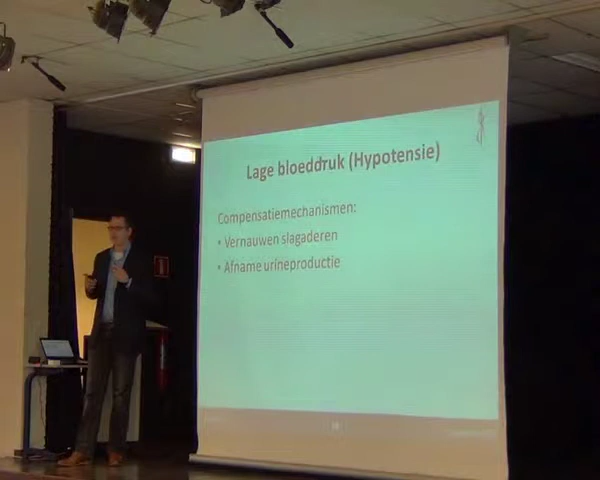 Lage bloeddruk (Hypotensie)
Compensatiemechanismen:
• Vernauwen slagaderen
• Afname urineproductie